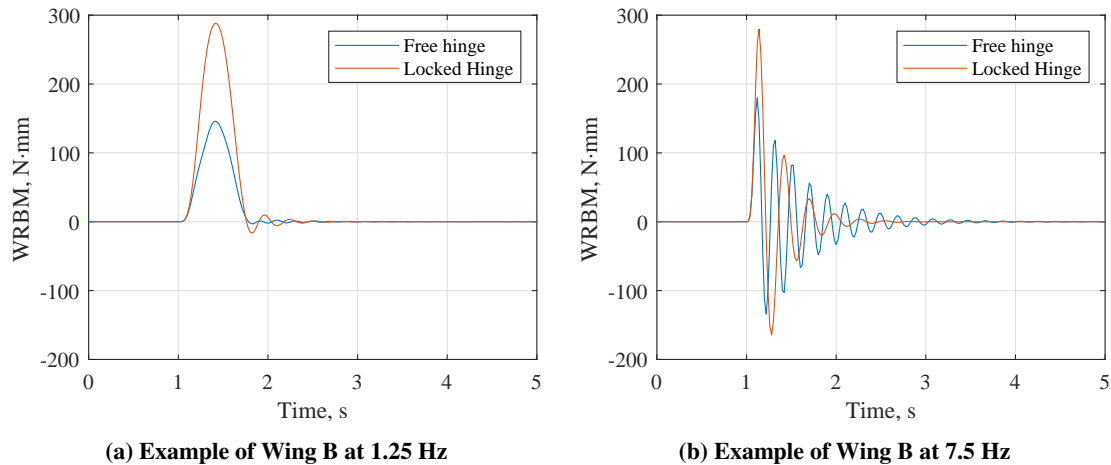 300
200
100
0
-100
-200
WRBM, N·mm
Free hinge
Locked Hinge
0 1 2 3 4 5
Time, s
(a) Example of Wing B at 1.25 Hz
300
200
100
0
-100
-200
WRBM, N·mm
Free hinge
Locked Hinge
0 1 2 3 4 5
Time, s
(b) Example of Wing B at 7.5 Hz